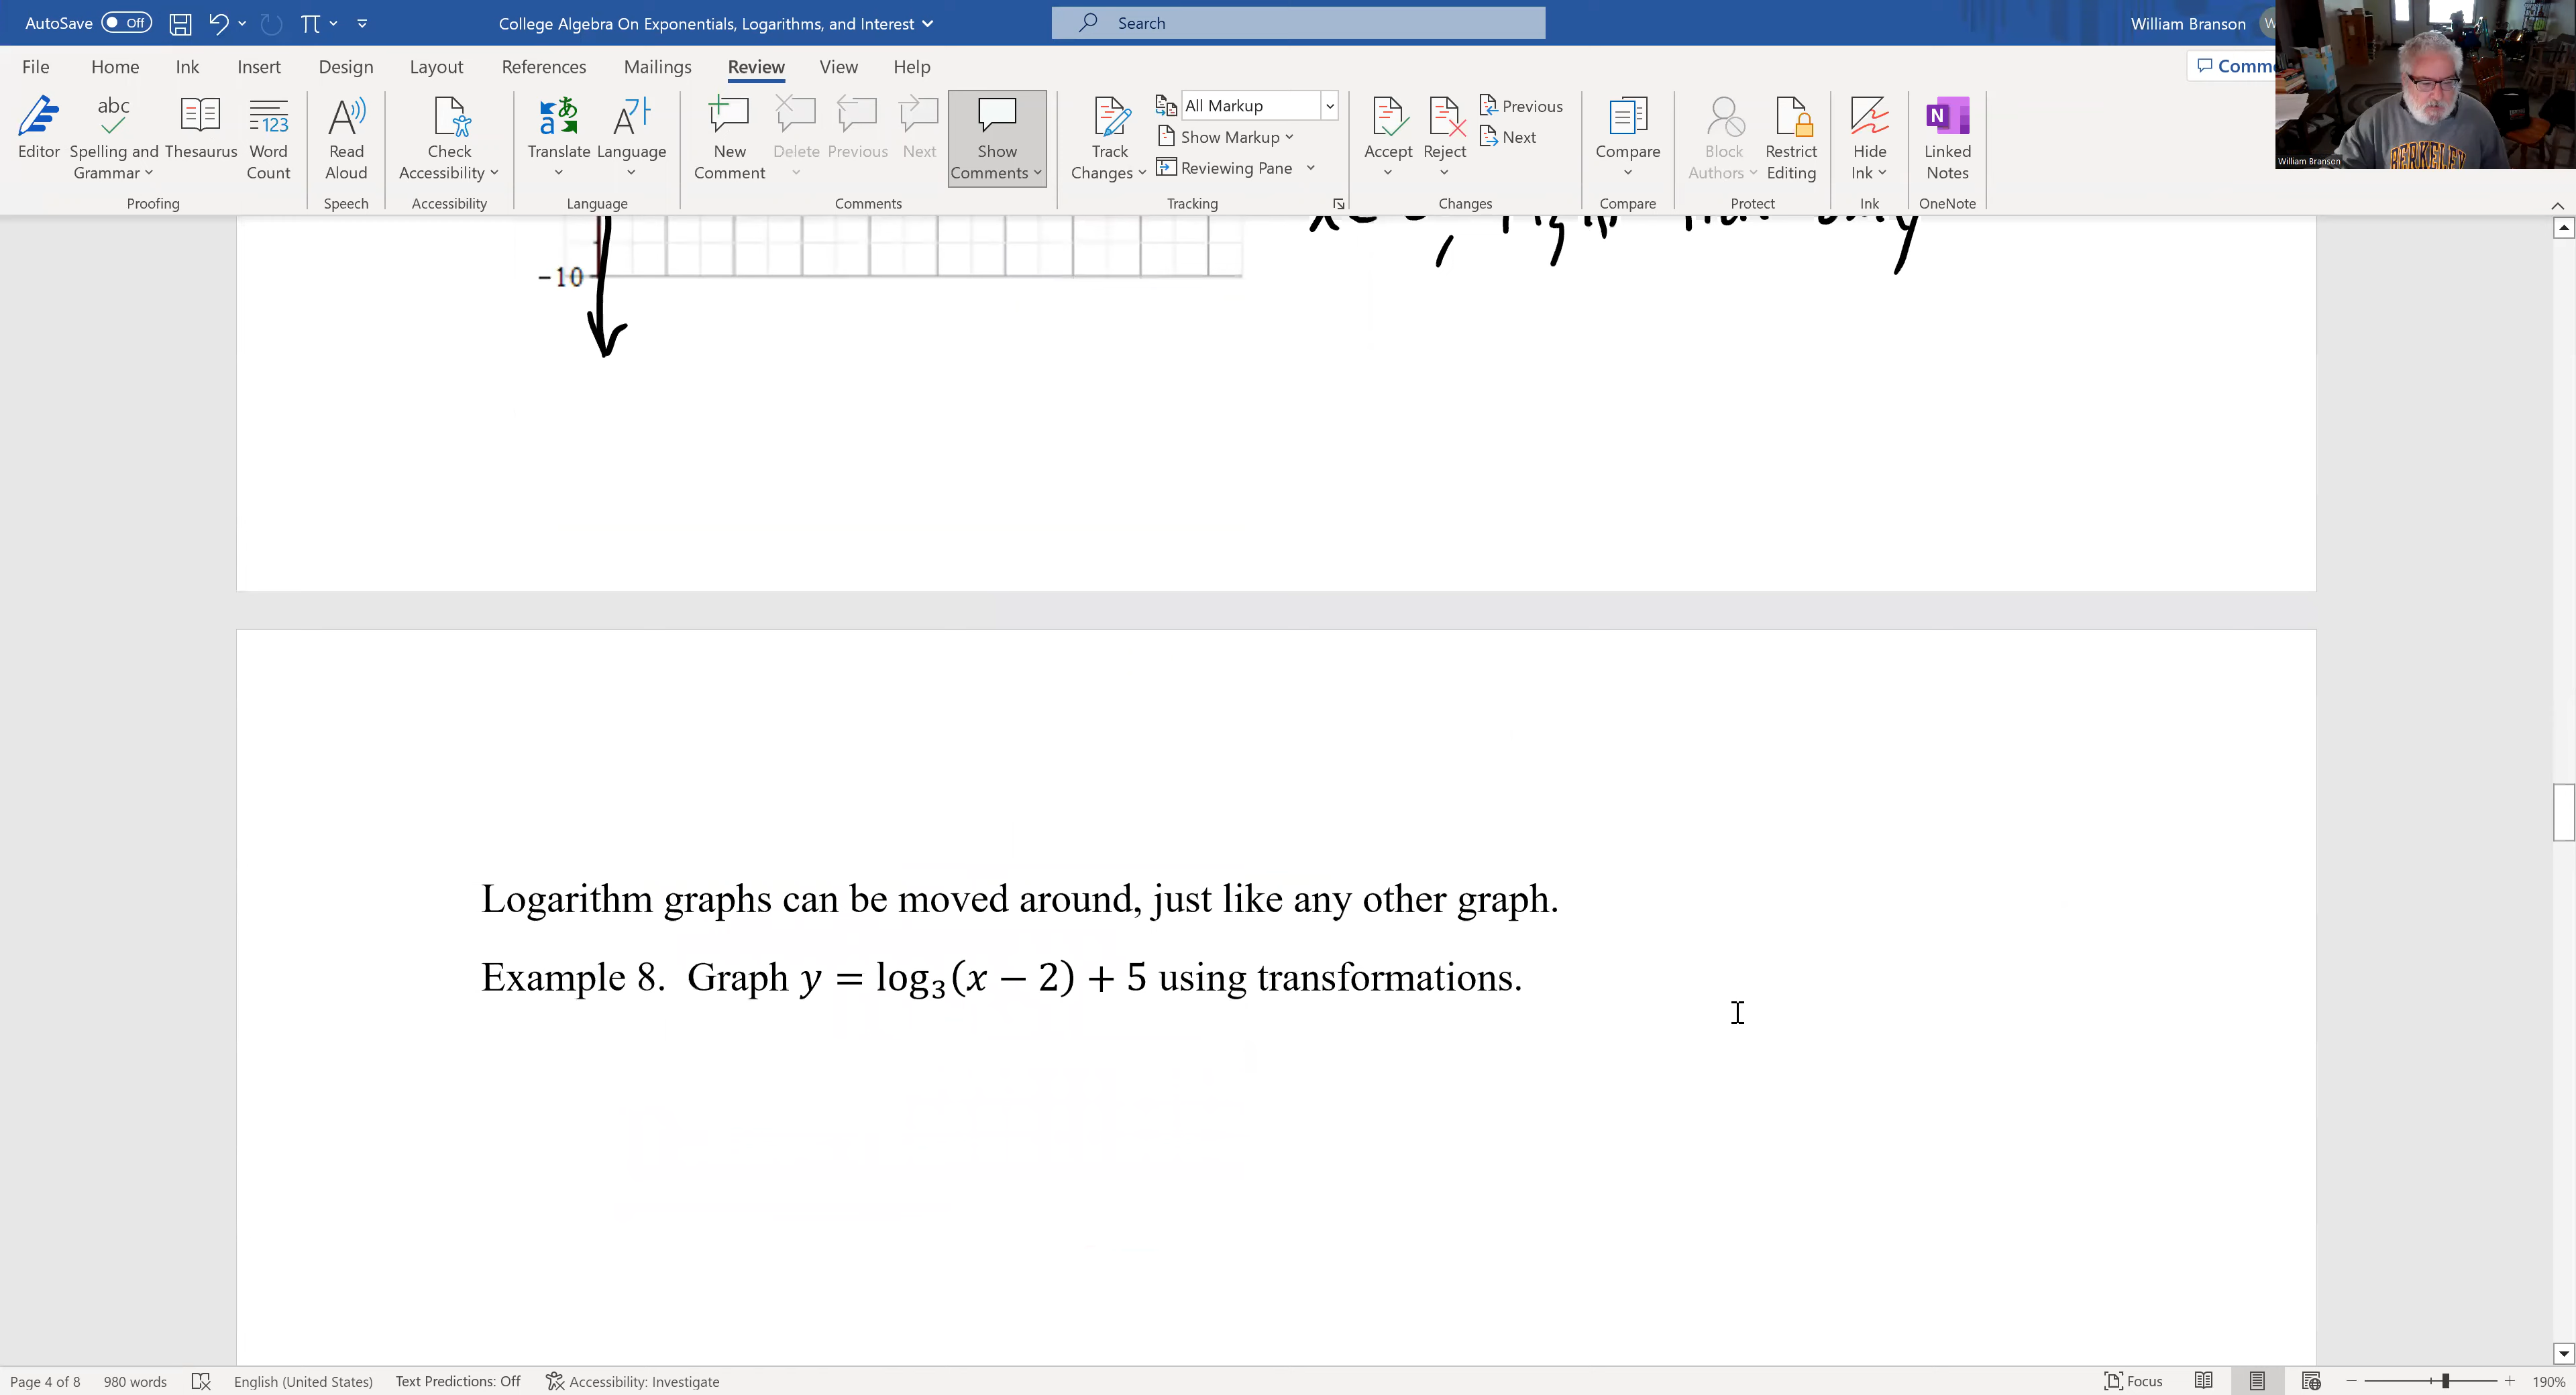 AutoSave Off College Algebra On Exponentials, Logarithms, and Interest Search William Branson W
File Home Ink Insert Design Layout References Mailings Review View Help Comm
Editor Spelling and Grammar Thesaurus Word Count Read Aloud Check Accessibility Translate Language New Comment Delete Previous Next Show Comments Track Changes All Markup Show Markup Reviewing Pane Accept Reject Previous Next Compare Block Authors Restrict Editing Hide Ink Linked Notes
Proofing Speech Accessibility Language Comments Tracking Changes Compare Protect Ink OneNote
William Branson
BERKELEY
-10
Logarithm graphs can be moved around, just like any other graph.
Example 8. Graph y = log₃(x − 2) + 5 using transformations.
Page 4 of 8 980 words English (United States) Text Predictions: Off Accessibility: Investigate Focus 190%